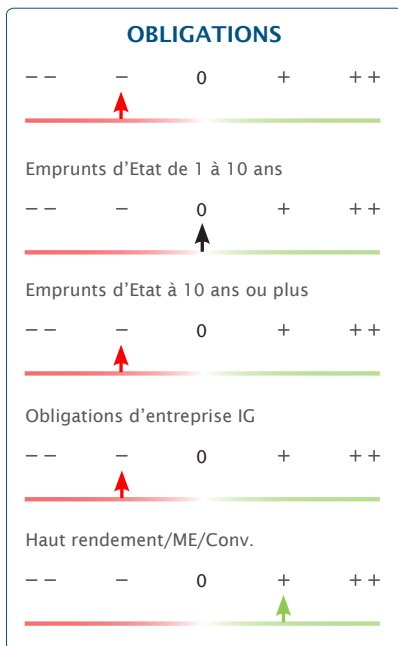 OBLIGATIONS
– – – 0 + + +
Emprunts d'Etat de 1 à 10 ans
– – – 0 + + +
Emprunts d'Etat à 10 ans ou plus
– – – 0 + + +
Obligations d'entreprise IG
– – – 0 + + +
Haut rendement/ME/Conv.
– – – 0 + + +